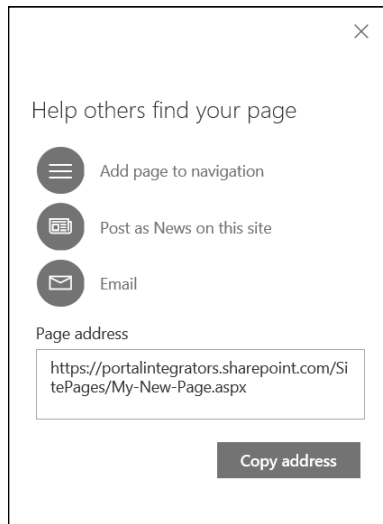 Help others find your page
Add page to navigation
Post as News on this site
Email
Page address
https://portalintegrators.sharepoint.com/Si
tePages/My-New-Page.aspx
Copy address